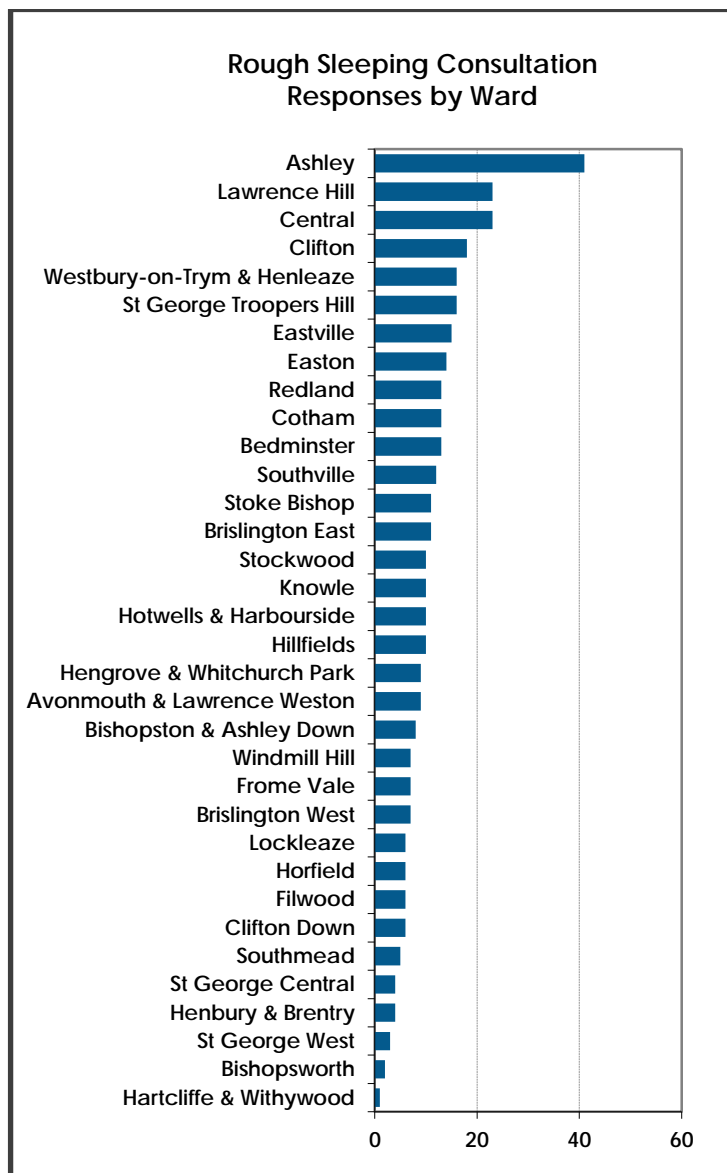 Rough Sleeping Consultation
Responses by Ward
Ashley
Lawrence Hill
Central
Clifton
Westbury-on-Trym & Henleaze
St George Troopers Hill
Eastville
Easton
Redland
Cotham
Bedminster
Southville
Stoke Bishop
Brislington East
Stockwood
Knowle
Hotwells & Harbourside
Hillfields
Hengrove & Whitchurch Park
Avonmouth & Lawrence Weston
Bishopston & Ashley Down
Windmill Hill
Frome Vale
Brislington West
Lockleaze
Horfield
Filwood
Clifton Down
Southmead
St George Central
Henbury & Brentry
St George West
Bishopsworth
Hartcliffe & Withywood
0 20 40 60